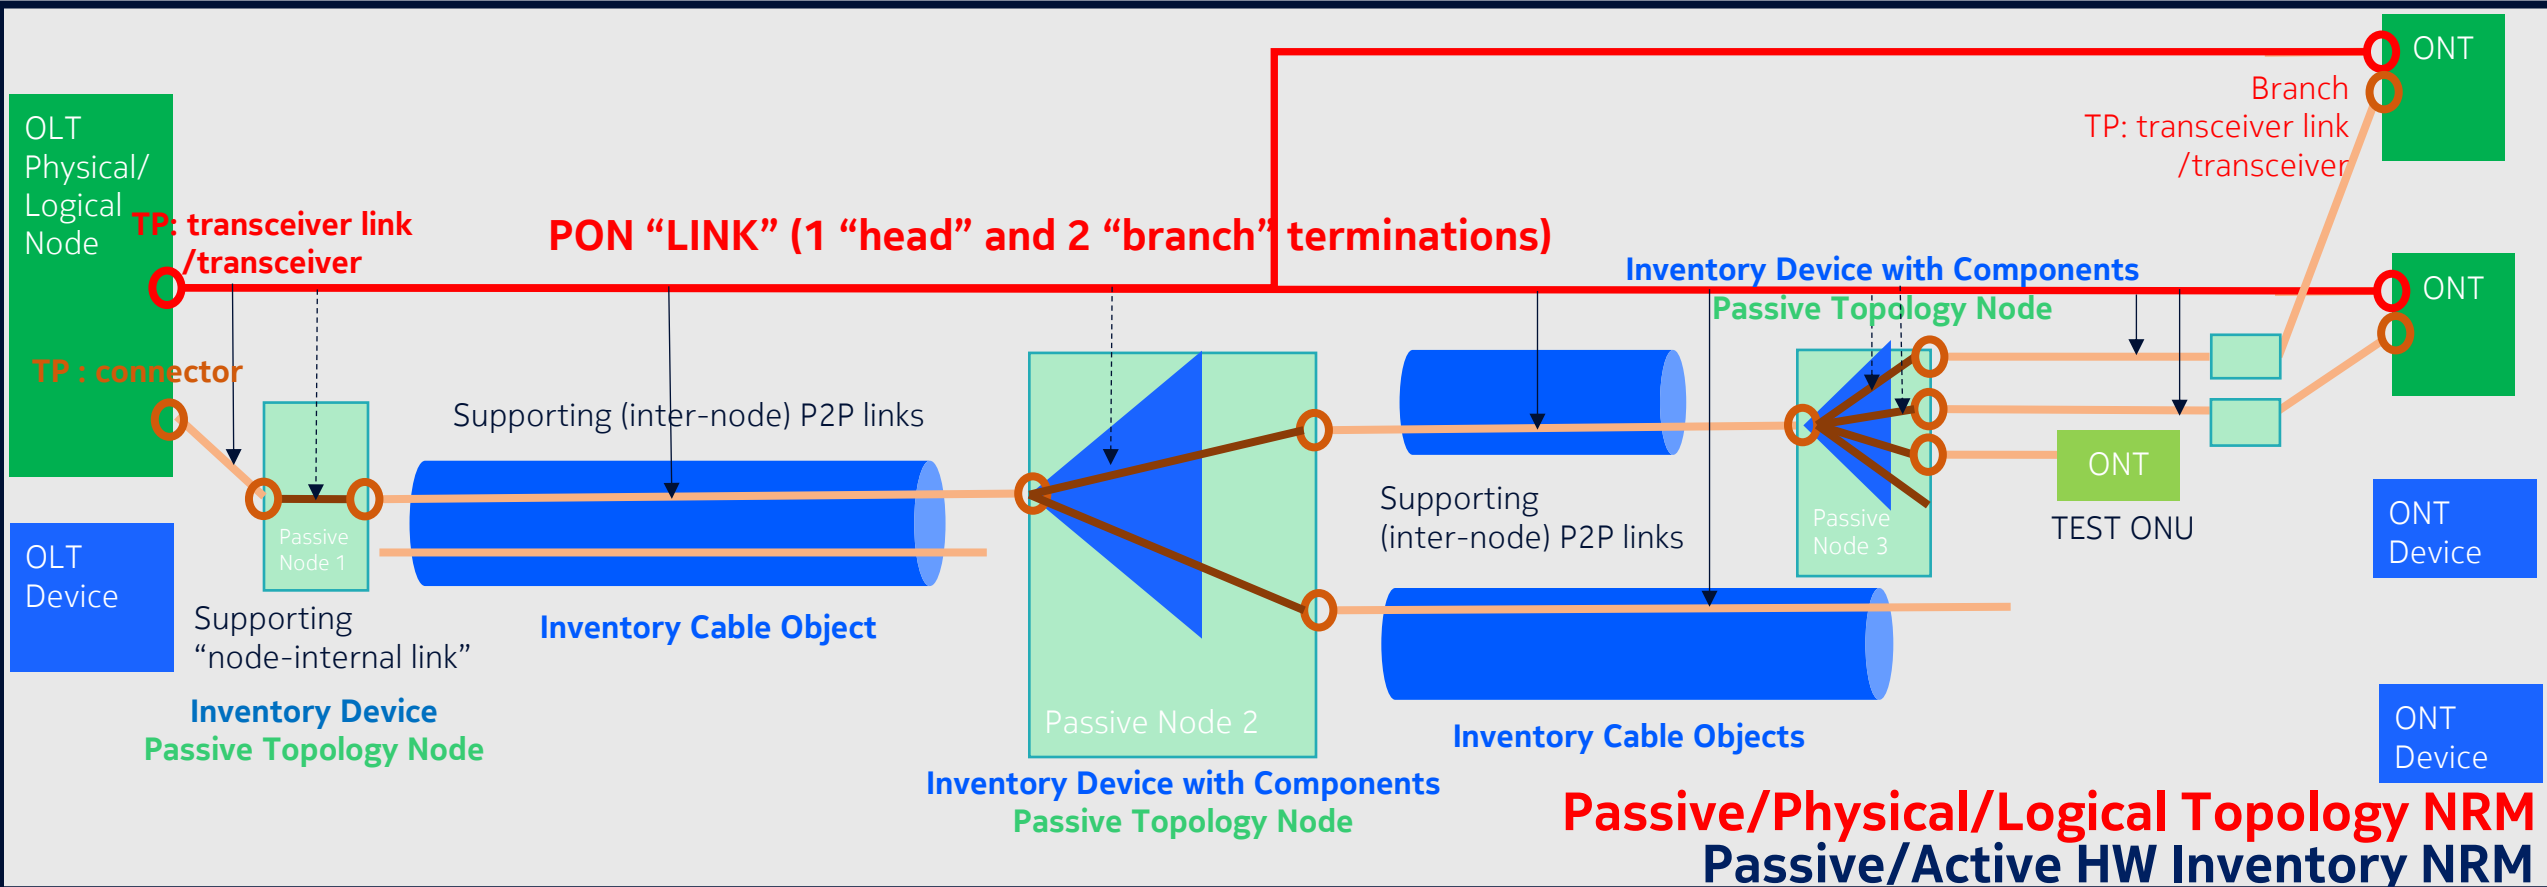 ONT
Branch
TP: transceiver link
/transceiver
OLT
Physical/
Logical
Node
TP: transceiver link
/transceiver
PON “LINK” (1 “head” and 2 “branch” terminations)
Inventory Device with Components
Passive Topology Node
ONT
TP : connector
Supporting (inter-node) P2P links
ONT
TEST ONU
Supporting
(inter-node) P2P links
Passive
Node 1
Passive
Node 3
ONT
Device
OLT
Device
Supporting
“node-internal link”
Inventory Cable Object
Inventory Device
Passive Topology Node
Passive Node 2
Inventory Cable Objects
ONT
Device
Inventory Device with Components
Passive Topology Node
Passive/Physical/Logical Topology NRM
Passive/Active HW Inventory NRM